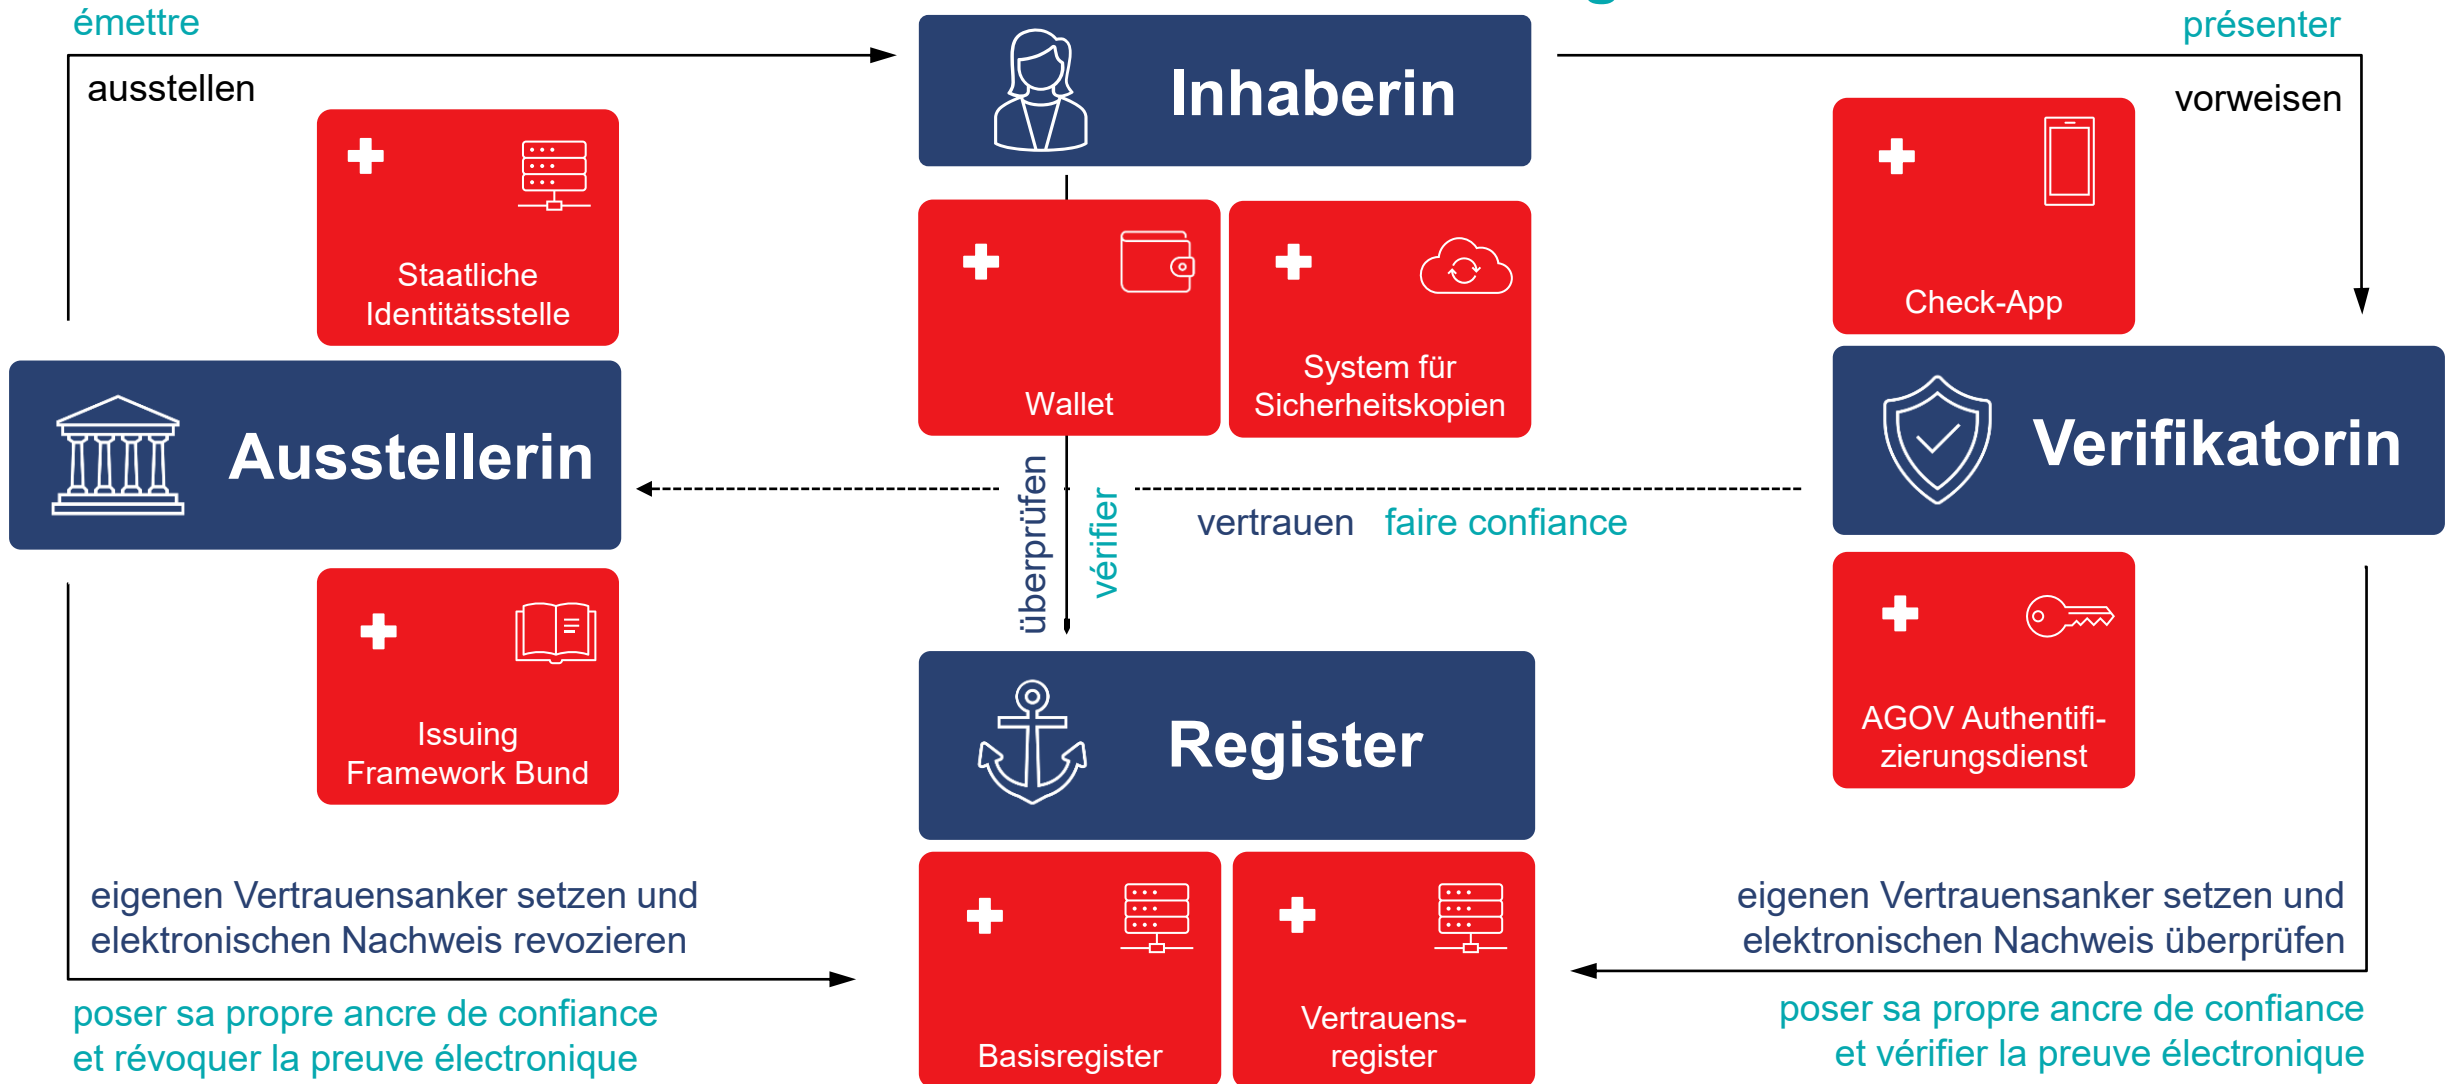 émettre
ausstellen
Inhaberin
présenter
vorweisen
Staatliche
Identitätsstelle
Wallet
System für
Sicherheitskopien
Check-App
Ausstellerin
Verifikatorin
überprüfen
vérifier
vertrauen faire confiance
Issuing
Framework Bund
Register
AGOV Authentifi-
zierungsdienst
eigenen Vertrauensanker setzen und
elektronischen Nachweis revozieren
poser sa propre ancre de confiance
et révoquer la preuve électronique
Basisregister
Vertrauens-
register
eigenen Vertrauensanker setzen und
elektronischen Nachweis überprüfen
poser sa propre ancre de confiance
et vérifier la preuve électronique